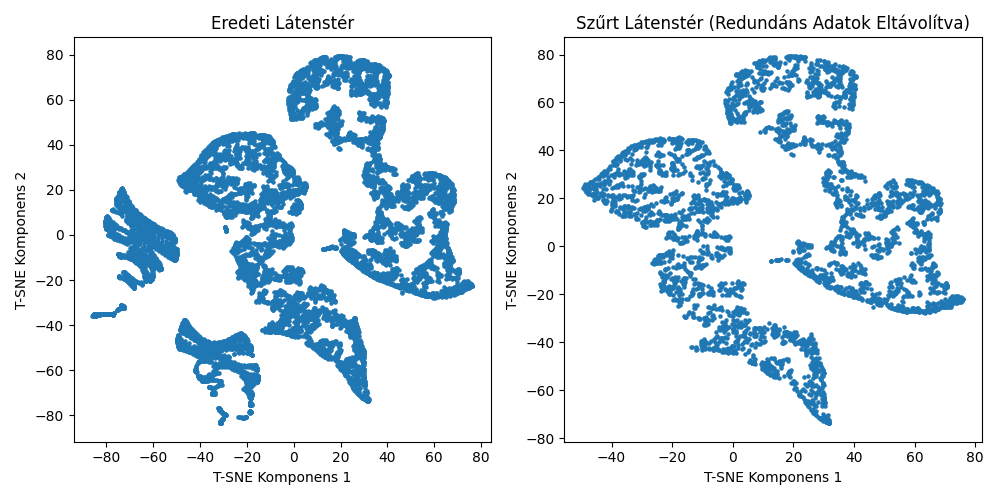 Eredeti Látenstér
80
60
40
20
0
−20
−40
−60
−80
T-SNE Komponens 2
−80 −60 −40 −20 0 20 40 60 80
T-SNE Komponens 1
Szűrt Látenstér (Redundáns Adatok Eltávolítva)
80
60
40
20
0
−20
−40
−60
−80
T-SNE Komponens 2
−40 −20 0 20 40 60 80
T-SNE Komponens 1